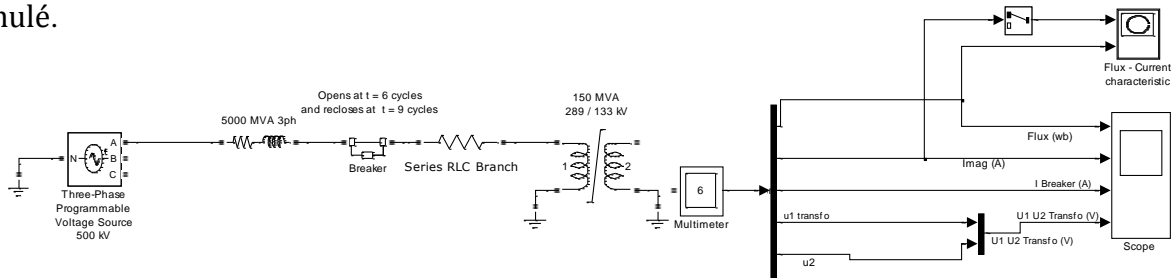 nulé.
Opens at t = 6 cycles
and recloses at t = 9 cycles
5000 MVA 3ph
150 MVA
289 / 133 kV
Flux - Current
characteristic
N
A
B
C
Three-Phase
Programmable
Voltage Source
500 kV
Breaker
Series RLC Branch
1
2
6
Multimeter
Flux (wb)
Imag (A)
I Breaker (A)
u1 transfo
U1 U2 Transfo (V)
U1 U2 Transfo (V)
u2
Scope